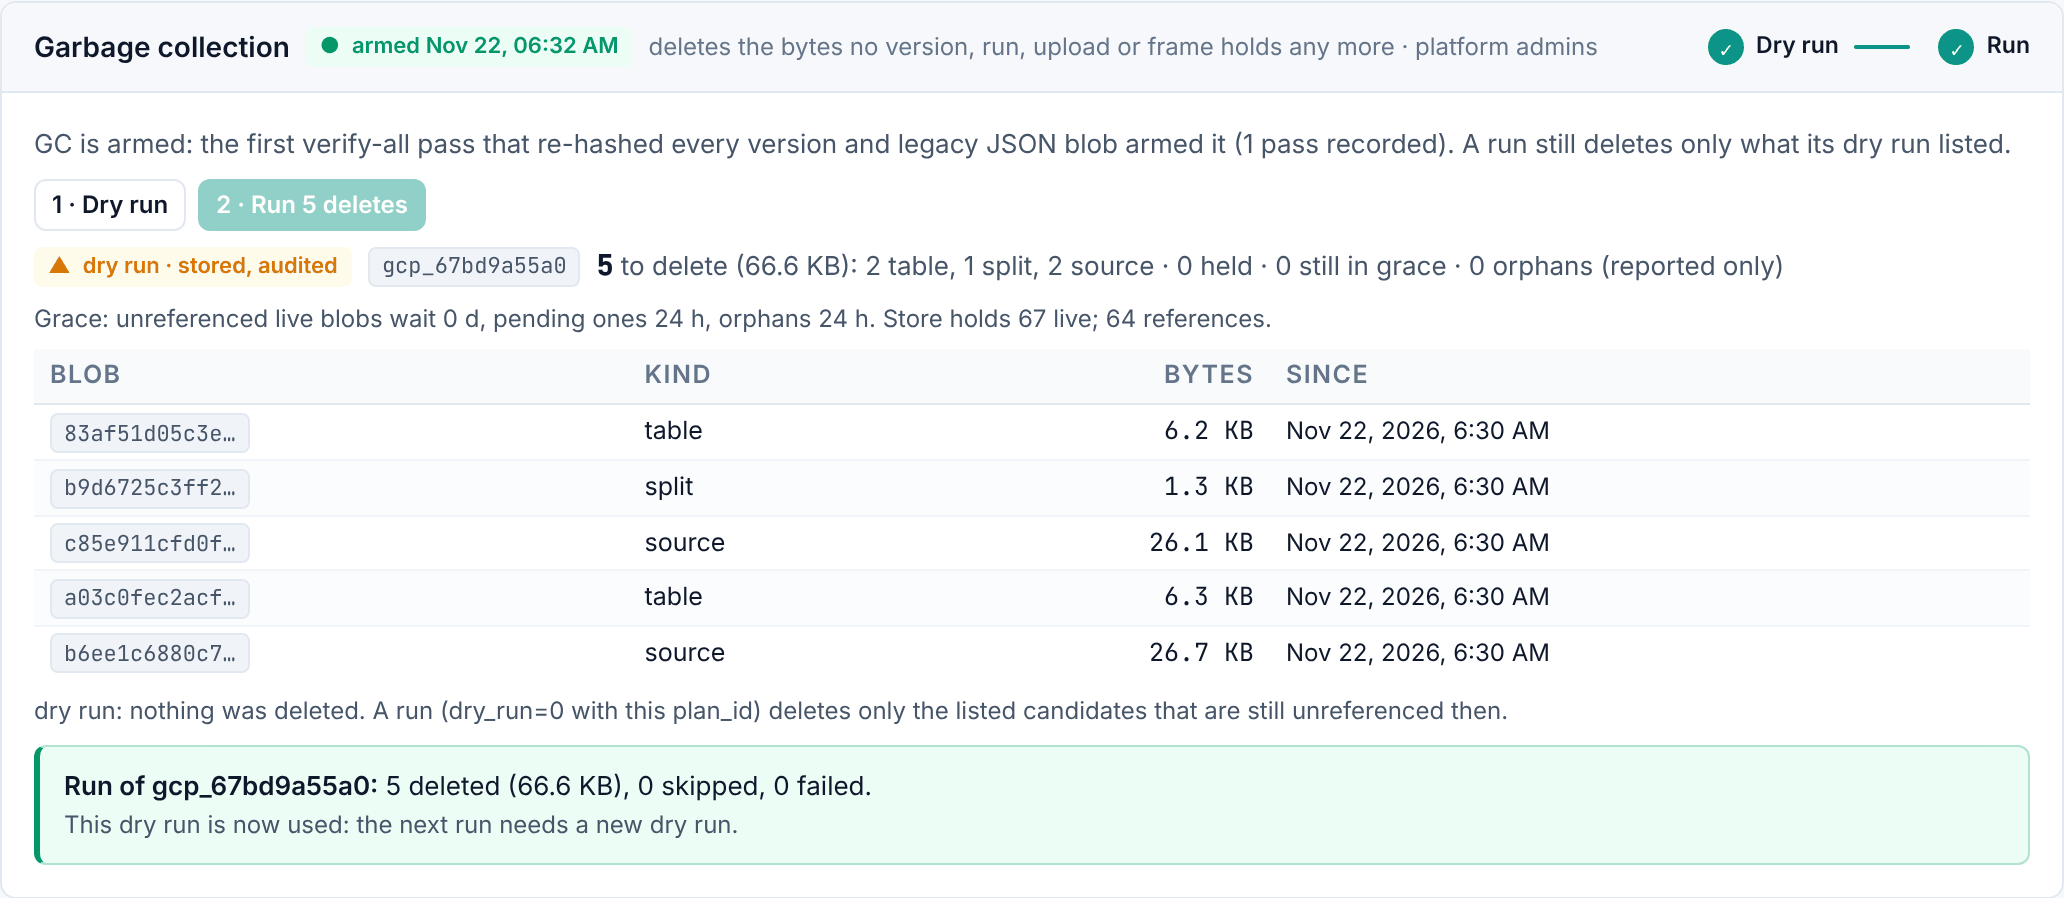 Garbage collection ● armed Nov 22, 06:32 AM deletes the bytes no version, run, upload or frame holds any more · platform admins ✓ Dry run ✓ Run
GC is armed: the first verify-all pass that re-hashed every version and legacy JSON blob armed it (1 pass recorded). A run still deletes only what its dry run listed.
1 · Dry run 2 · Run 5 deletes
▲ dry run · stored, audited gcp_67bd9a55a0 5 to delete (66.6 KB): 2 table, 1 split, 2 source · 0 held · 0 still in grace · 0 orphans (reported only)
Grace: unreferenced live blobs wait 0 d, pending ones 24 h, orphans 24 h. Store holds 67 live; 64 references.
BLOB KIND BYTES SINCE
83af51d05c3e… table 6.2 KB Nov 22, 2026, 6:30 AM
b9d6725c3ff2… split 1.3 KB Nov 22, 2026, 6:30 AM
c85e911cfd0f… source 26.1 KB Nov 22, 2026, 6:30 AM
a03c0fec2acf… table 6.3 KB Nov 22, 2026, 6:30 AM
b6ee1c6880c7… source 26.7 KB Nov 22, 2026, 6:30 AM
dry run: nothing was deleted. A run (dry_run=0 with this plan_id) deletes only the listed candidates that are still unreferenced then.
Run of gcp_67bd9a55a0: 5 deleted (66.6 KB), 0 skipped, 0 failed.
This dry run is now used: the next run needs a new dry run.